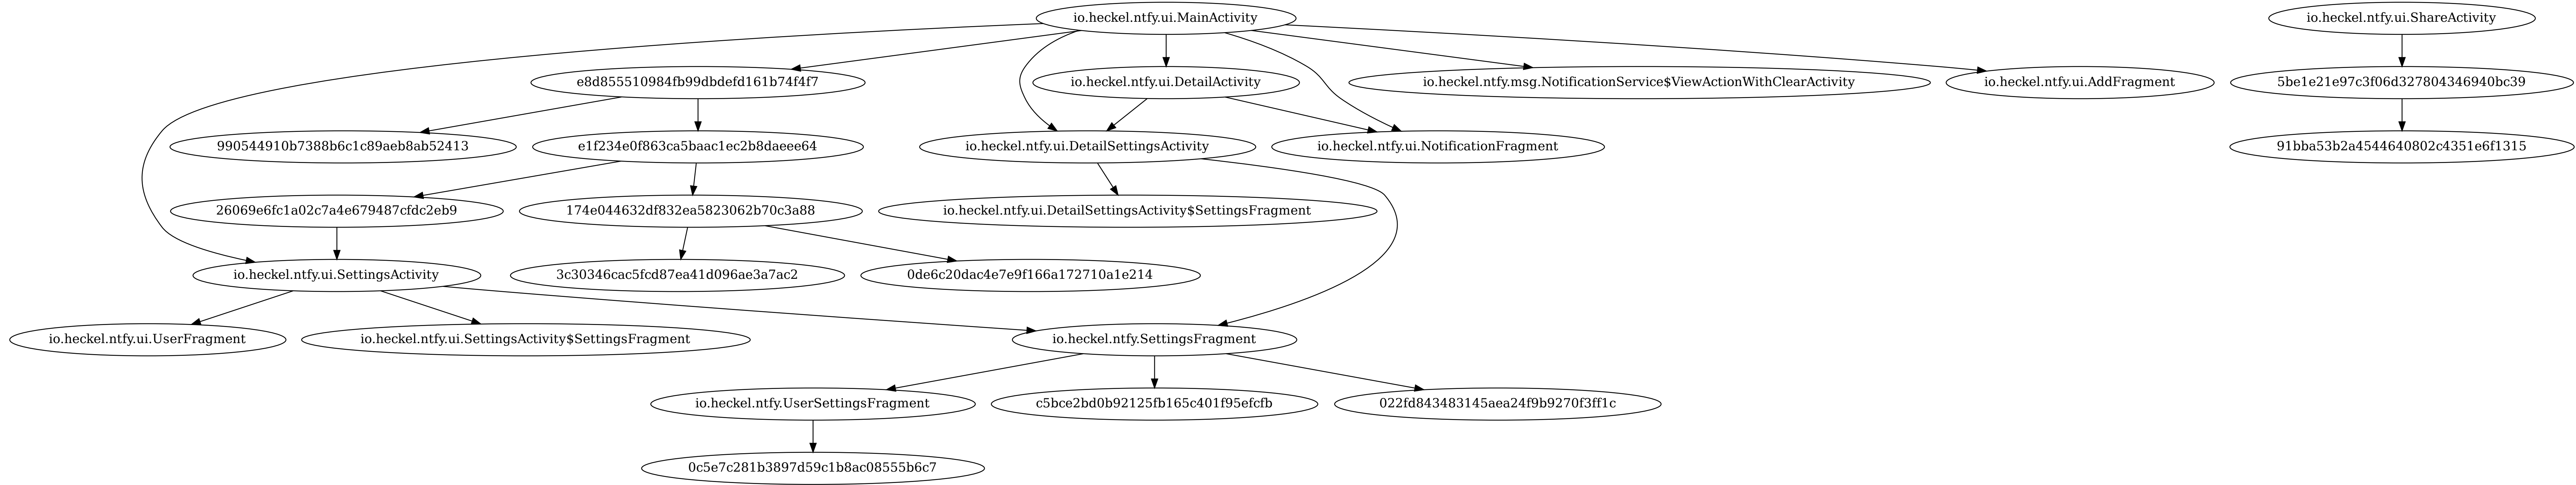 io.heckel.ntfy.ui.MainActivity
io.heckel.ntfy.ui.ShareActivity
e8d855510984fb99dbdefd161b74f4f7
io.heckel.ntfy.ui.DetailActivity
io.heckel.ntfy.msg.NotificationService$ViewActionWithClearActivity
io.heckel.ntfy.ui.AddFragment
5be1e21e97c3f06d327804346940bc39
990544910b7388b6c1c89aeb8ab52413
e1f234e0f863ca5baac1ec2b8daeee64
io.heckel.ntfy.ui.DetailSettingsActivity
io.heckel.ntfy.ui.NotificationFragment
91bba53b2a4544640802c4351e6f1315
26069e6fc1a02c7a4e679487cfdc2eb9
174e044632df832ea5823062b70c3a88
io.heckel.ntfy.ui.DetailSettingsActivity$SettingsFragment
io.heckel.ntfy.ui.SettingsActivity
3c30346cac5fcd87ea41d096ae3a7ac2
0de6c20dac4e7e9f166a172710a1e214
io.heckel.ntfy.ui.UserFragment
io.heckel.ntfy.ui.SettingsActivity$SettingsFragment
io.heckel.ntfy.SettingsFragment
io.heckel.ntfy.UserSettingsFragment
c5bce2bd0b92125fb165c401f95efcfb
022fd843483145aea24f9b9270f3ff1c
0c5e7c281b3897d59c1b8ac08555b6c7